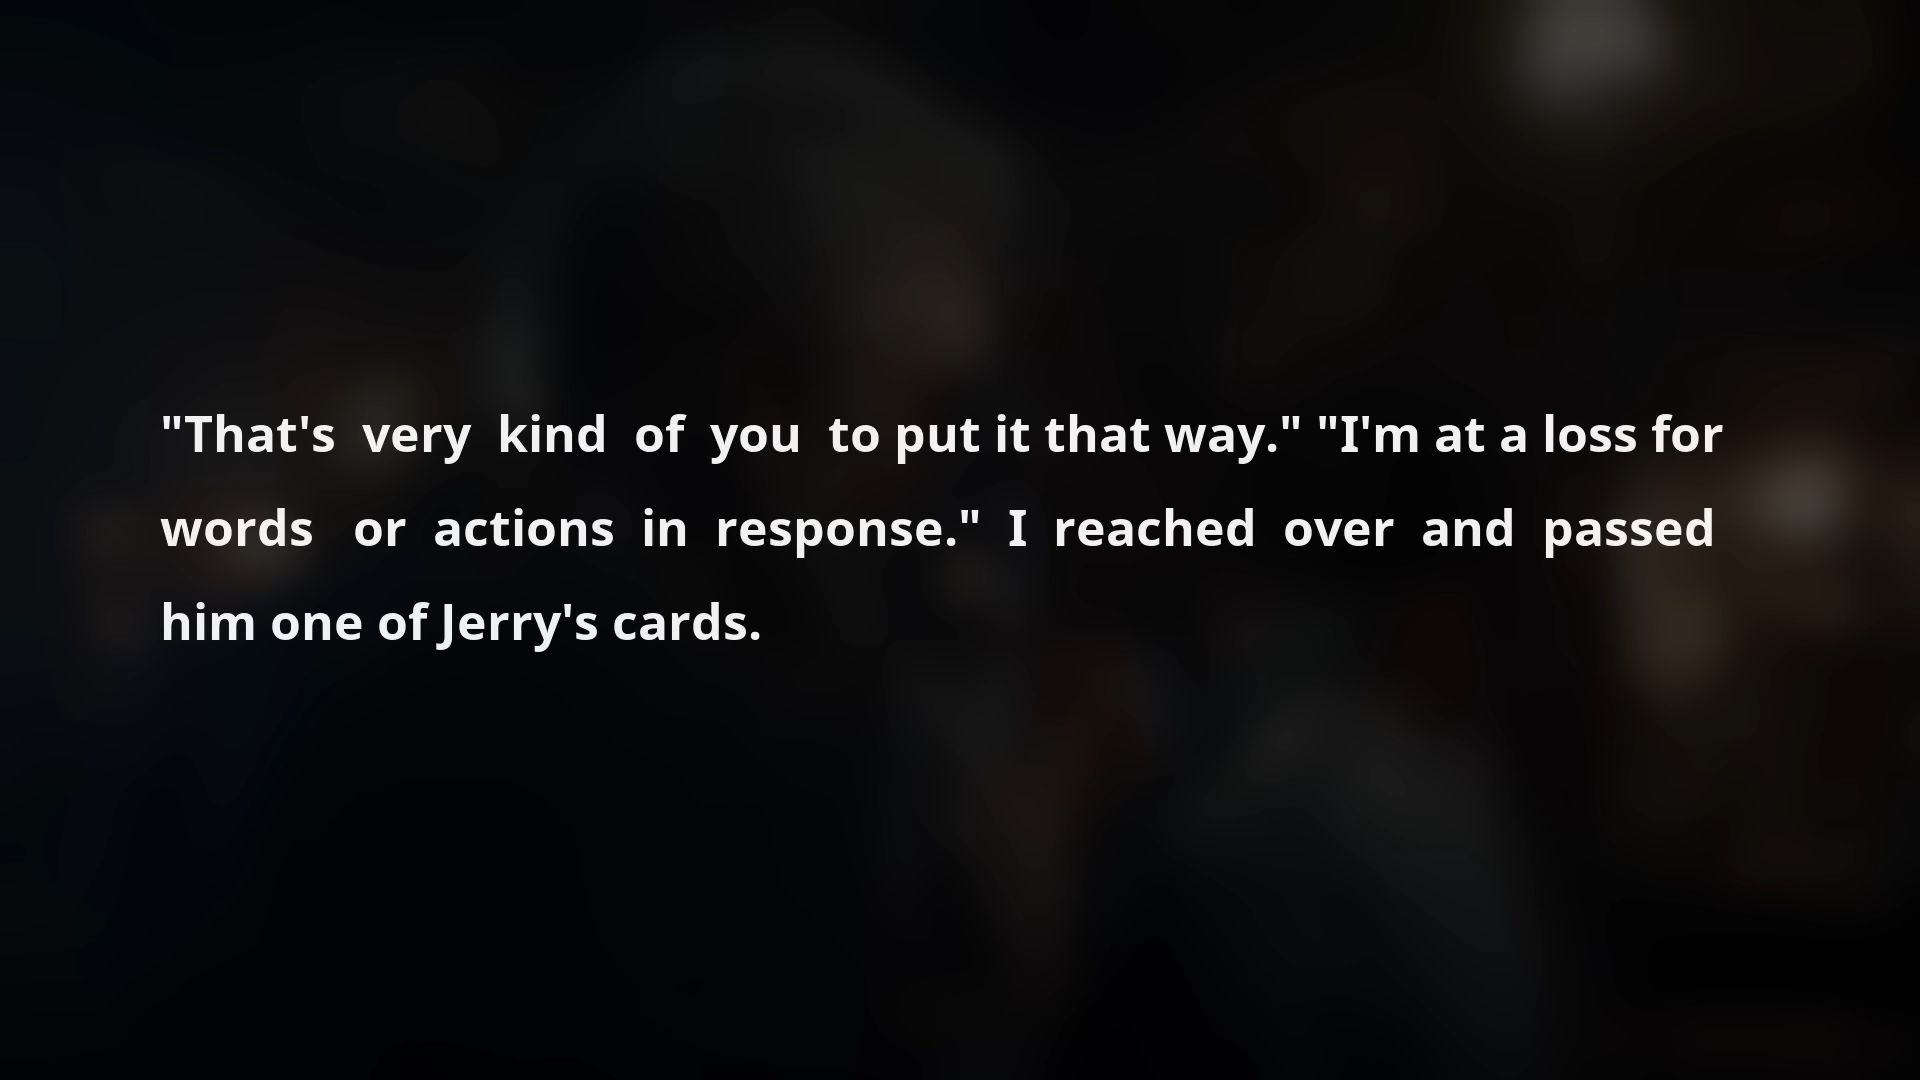 "That's very kind of you to put it that way." "I'm at a loss for
words or actions in response." I reached over and passed
him one of Jerry's cards.